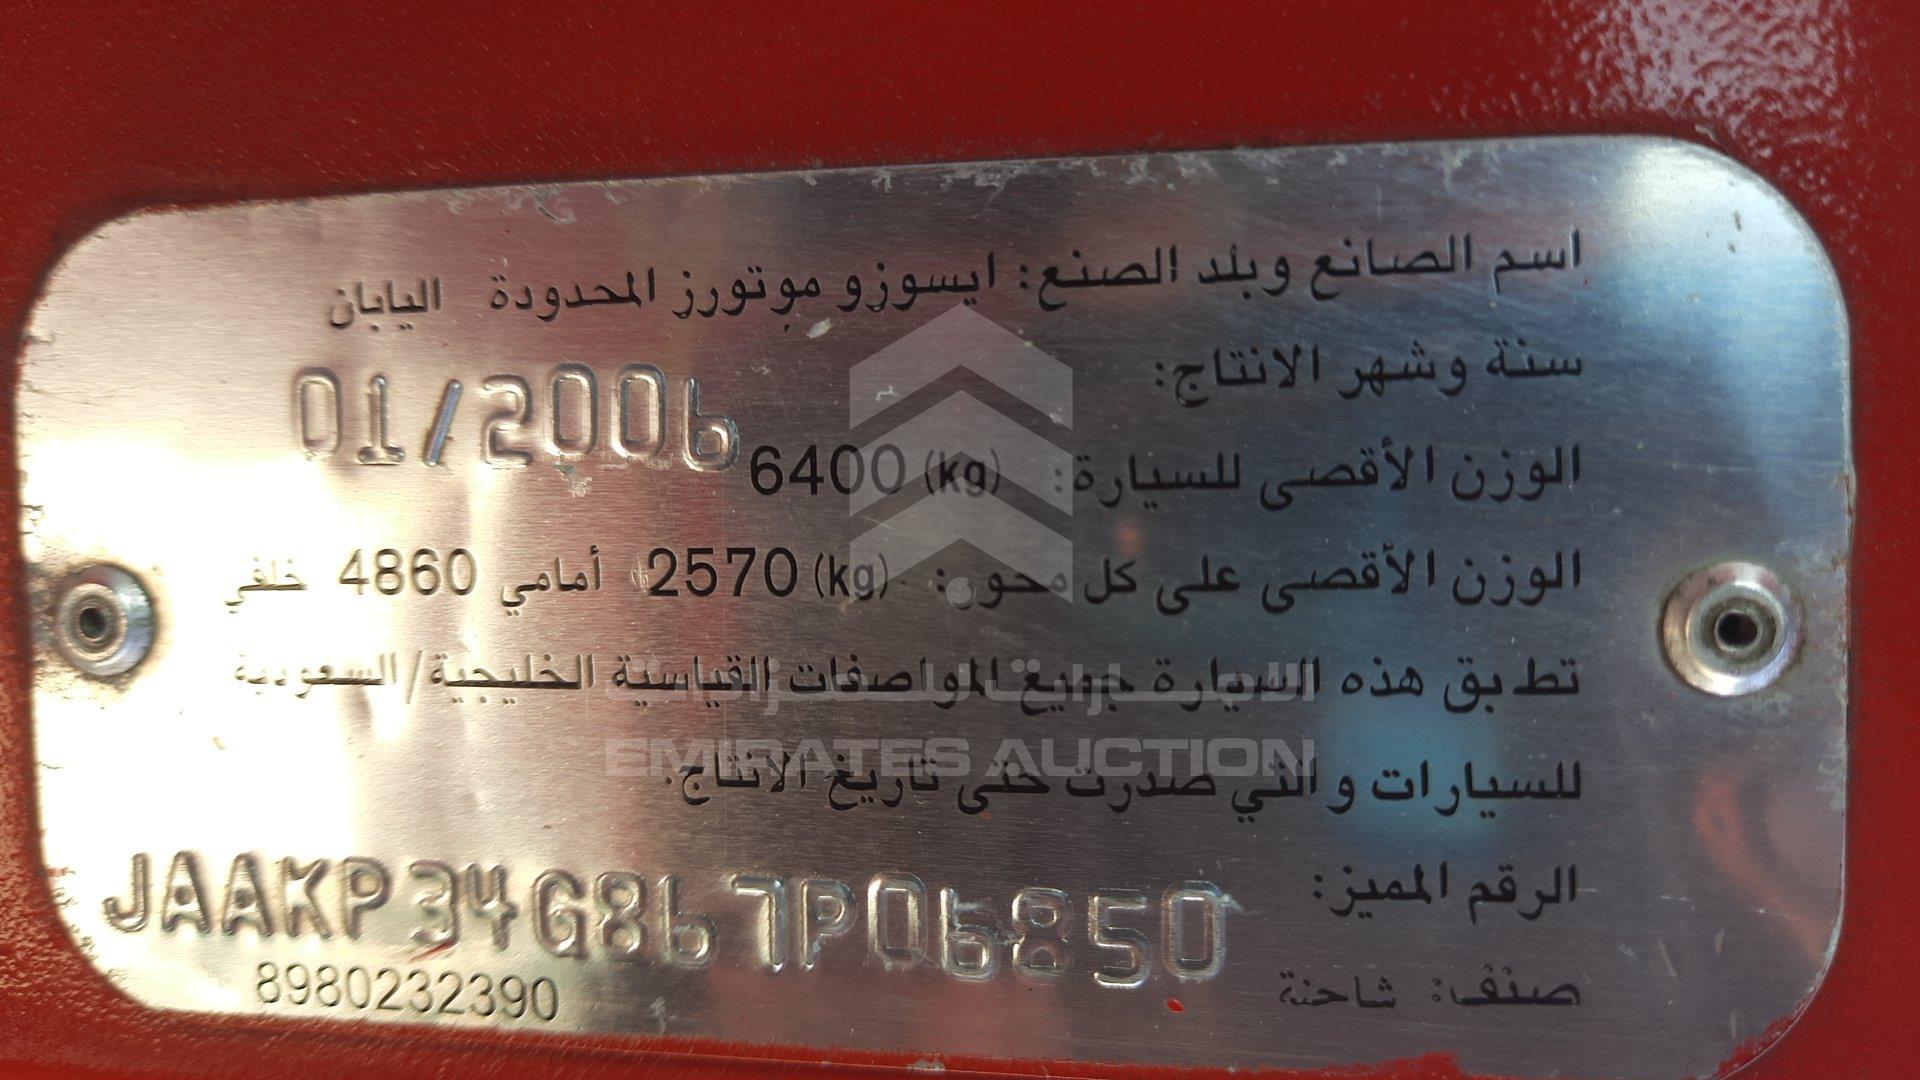 اسم الصانع وبلد الصنع: ايسوزو موتورز المحدودة اليابان
سنة وشهر الانتاج: 01/2006
الوزن الأقصى للسيارة: 6400 (kg)
الوزن الأقصى على كل محور: 2570 (kg) أمامي 4860 خلفي
تطبق هذه السيارة جميع المواصفات القياسية الخليجية/السعودية
للسيارات والتي صدرت حتى تاريخ الانتاج.
الرقم المميز: JAAKP34G867P06850
صنف: شاحنة
8980232390
الإمارات للمزادات
EMIRATES AUCTION